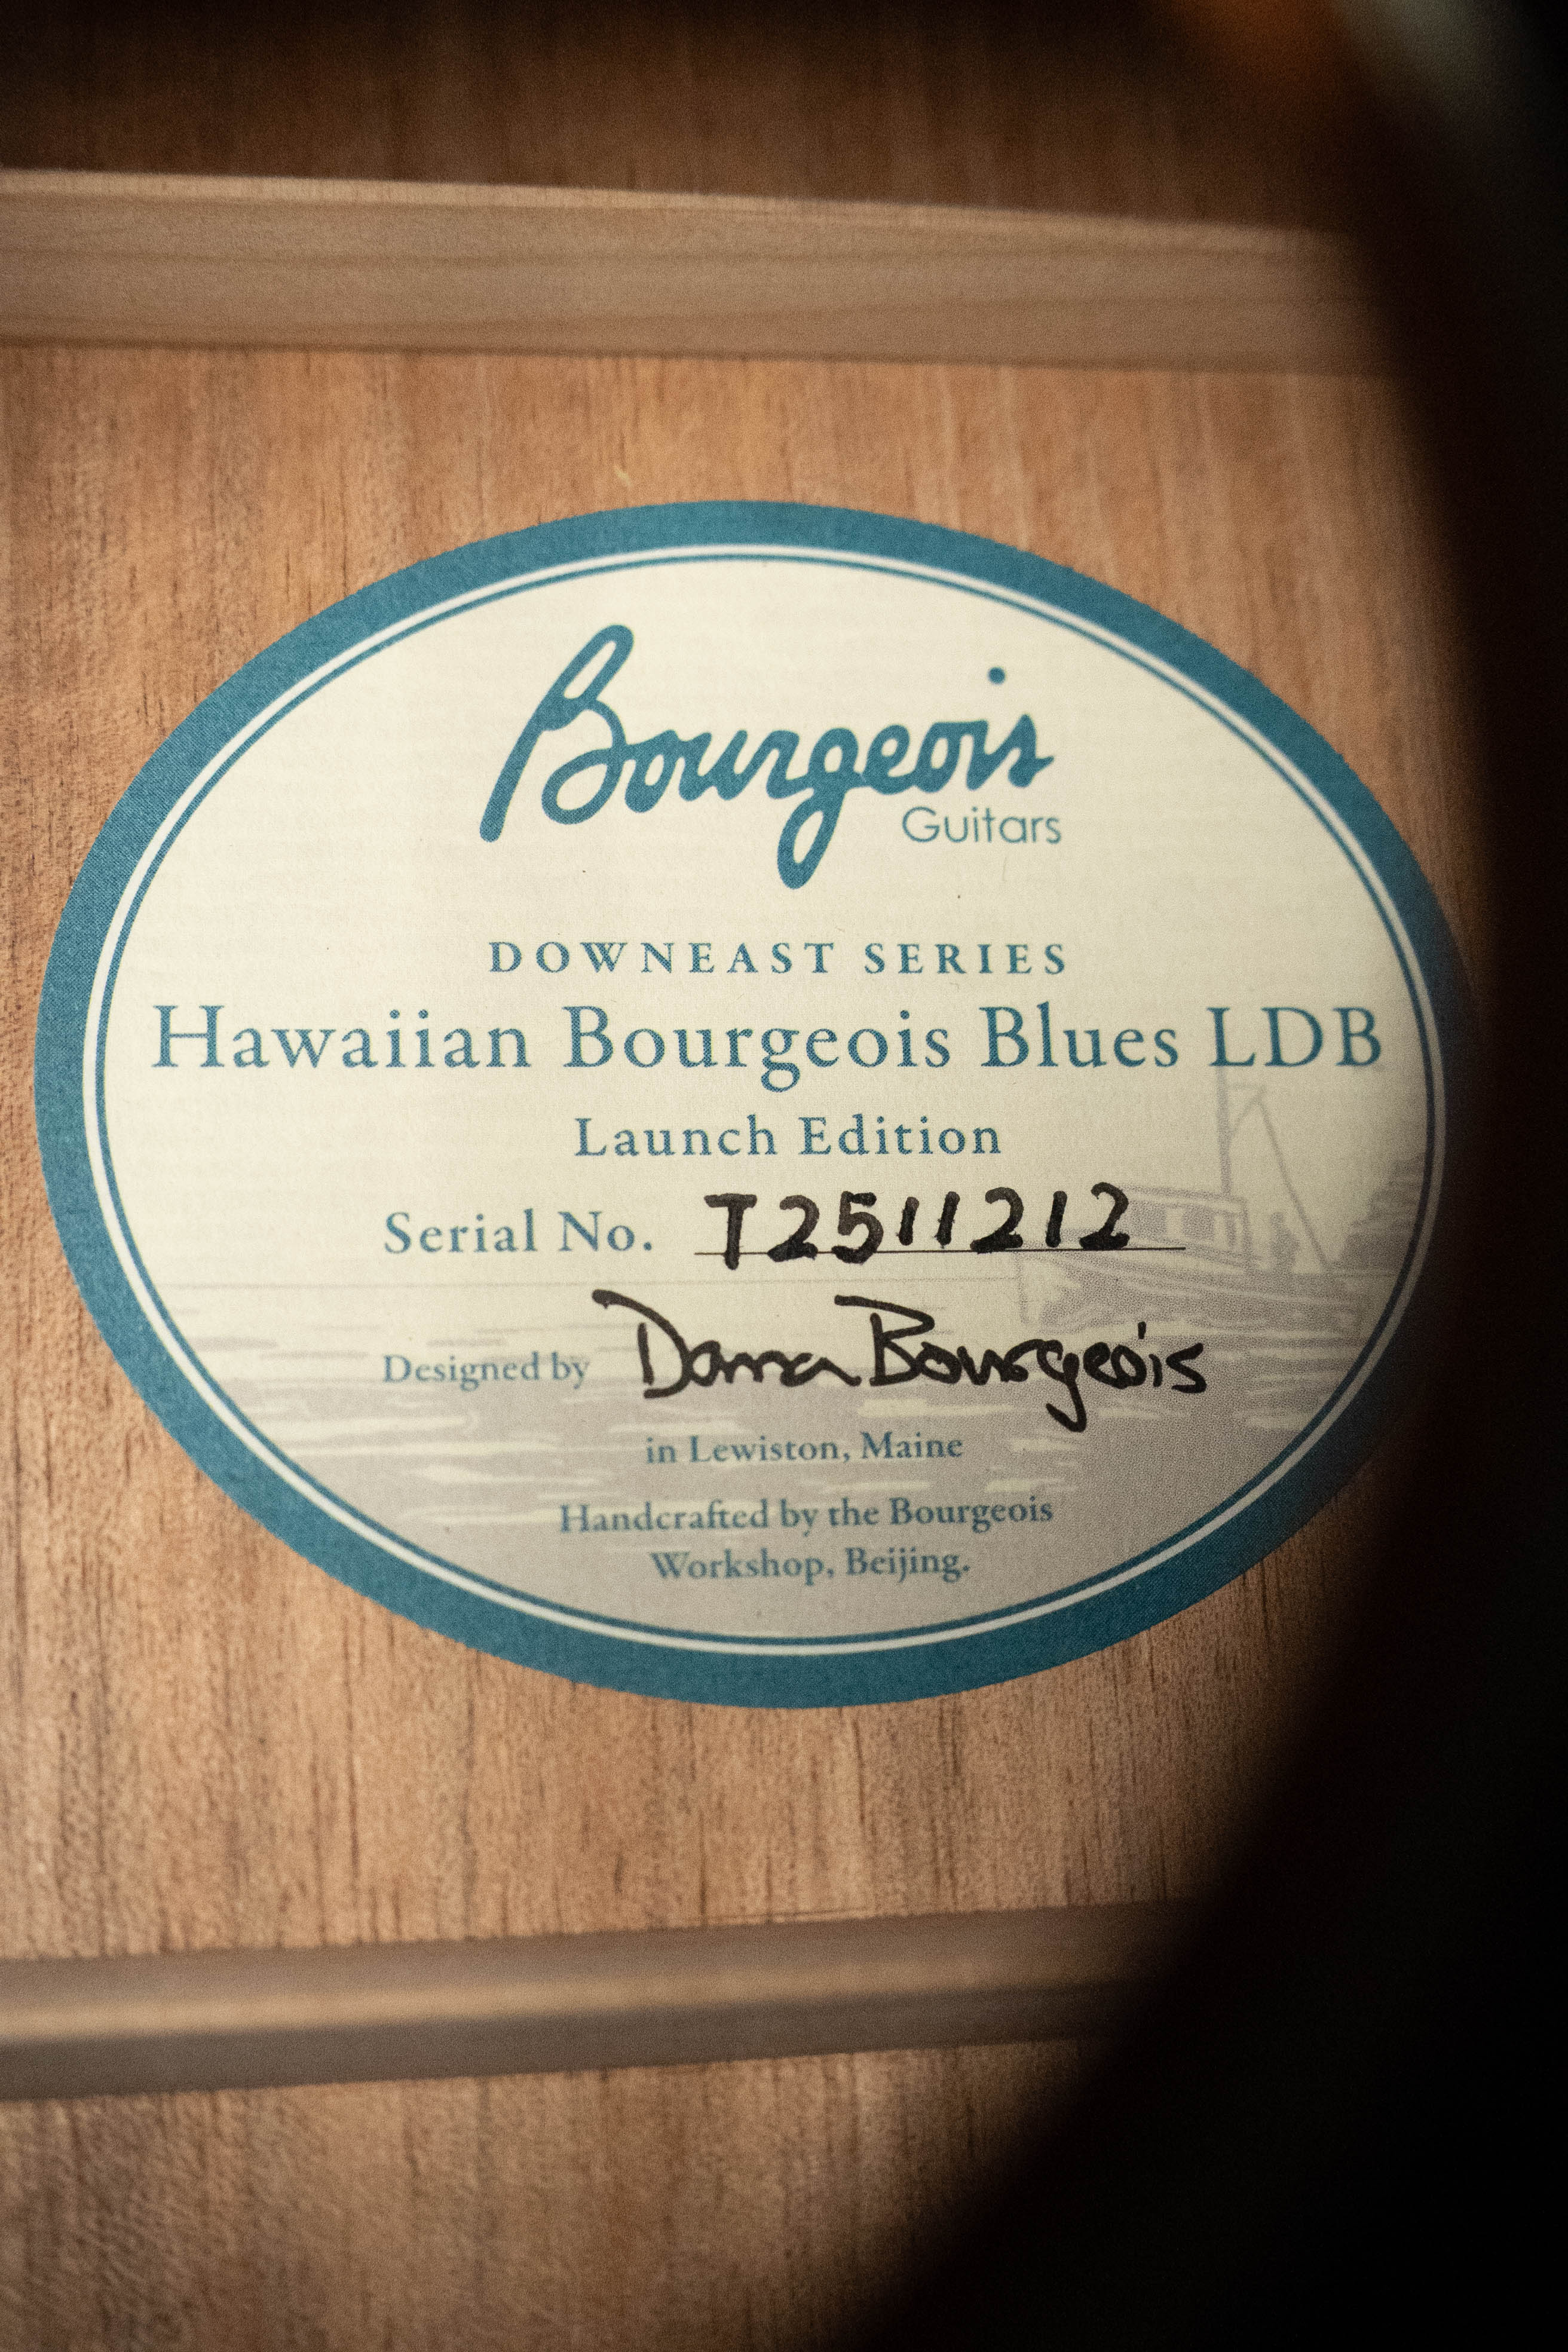 Bourgeois
Guitars
DOWNEAST SERIES
Hawaiian Bourgeois Blues LDB
Launch Edition
Serial No. T2511212
Designed by Dana Bourgeois
in Lewiston, Maine
Handcrafted by the Bourgeois
Workshop, Beijing.